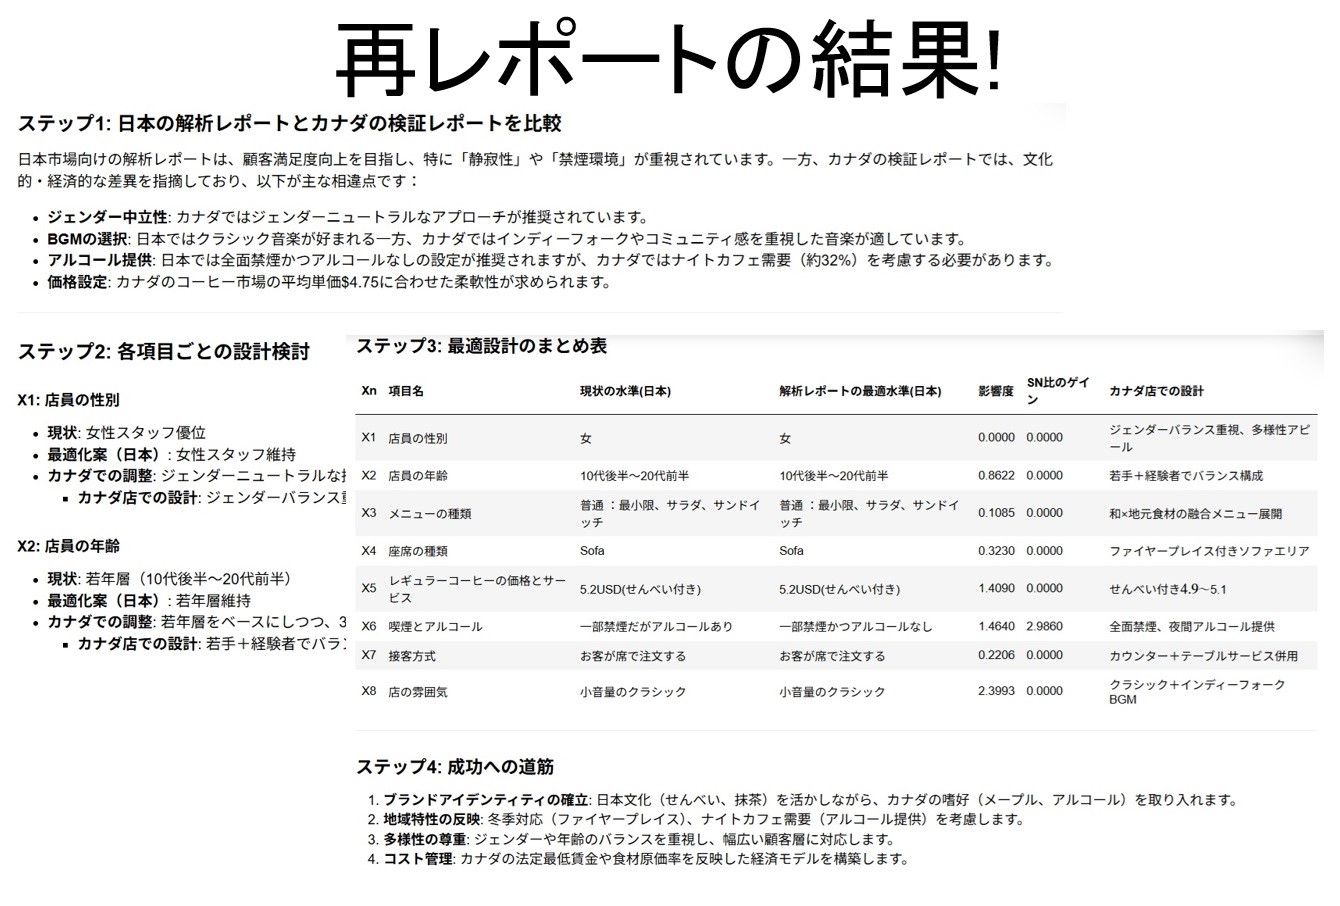 再レポートの結果!
ステップ1: 日本の解析レポートとカナダの検証レポートを比較
日本市場向けの解析レポートは、顧客満足度向上を目指し、特に「静寂性」や「禁煙環境」が重視されています。一方、カナダの検証レポートでは、文化
的・経済的な差異を指摘しており、以下が主な相違点です：
• ジェンダー中立性: カナダではジェンダーニュートラルなアプローチが推奨されています。
• BGMの選択: 日本ではクラシック音楽が好まれる一方、カナダではインディーフォークやコミュニティ感を重視した音楽が適しています。
• アルコール提供: 日本では全面禁煙かつアルコールなしの設定が推奨されますが、カナダではナイトカフェ需要（約32%）を考慮する必要があります。
• 価格設定: カナダのコーヒー市場の平均単価$4.75に合わせた柔軟性が求められます。
ステップ2: 各項目ごとの設計検討
X1: 店員の性別
• 現状: 女性スタッフ優位
• 最適化案（日本）: 女性スタッフ維持
• カナダでの調整: ジェンダーニュートラルな
▪ カナダ店での設計: ジェンダーバランス
X2: 店員の年齢
• 現状: 若年層（10代後半～20代前半）
• 最適化案（日本）: 若年層維持
• カナダでの調整: 若年層をベースにしつつ、3
▪ カナダ店での設計: 若手＋経験者でバラ
ステップ3: 最適設計のまとめ表
Xn 項目名 現状の水準(日本) 解析レポートの最適水準(日本) 影響度 SN比のゲイ
ン カナダ店での設計
X1 店員の性別 女 女 0.0000 0.0000 ジェンダーバランス重視、多様性アピ
ール
X2 店員の年齢 10代後半～20代前半 10代後半～20代前半 0.8622 0.0000 若手＋経験者でバランス構成
X3 メニューの種類 普通 ：最小限、サラダ、サンドイ
ッチ 普通 ：最小限、サラダ、サンドイ
ッチ 0.1085 0.0000 和×地元食材の融合メニュー展開
X4 座席の種類 Sofa Sofa 0.3230 0.0000 ファイヤープレイス付きソファエリア
X5 レギュラーコーヒーの価格とサー
ビス 5.2USD(せんべい付き) 5.2USD(せんべい付き) 1.4090 0.0000 せんべい付き4.9～5.1
X6 喫煙とアルコール 一部禁煙だがアルコールあり 一部禁煙かつアルコールなし 1.4640 2.9860 全面禁煙、夜間アルコール提供
X7 接客方式 お客が席で注文する お客が席で注文する 0.2206 0.0000 カウンター＋テーブルサービス併用
X8 店の雰囲気 小音量のクラシック 小音量のクラシック 2.3993 0.0000 クラシック＋インディーフォーク
BGM
ステップ4: 成功への道筋
1. ブランドアイデンティティの確立: 日本文化（せんべい、抹茶）を活かしながら、カナダの嗜好（メープル、アルコール）を取り入れます。
2. 地域特性の反映: 冬季対応（ファイヤープレイス）、ナイトカフェ需要（アルコール提供）を考慮します。
3. 多様性の尊重: ジェンダーや年齢のバランスを重視し、幅広い顧客層に対応します。
4. コスト管理: カナダの法定最低賃金や食材原価率を反映した経済モデルを構築します。